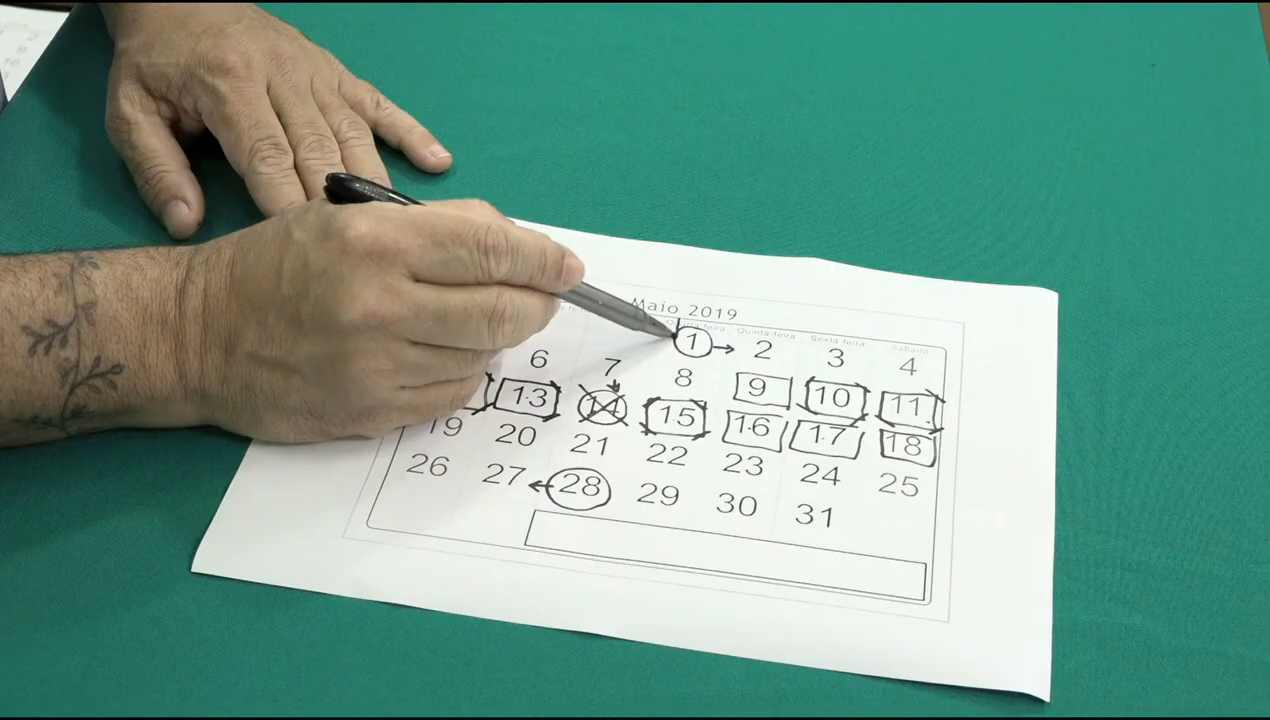 Maio 2019
Quinta-feira Sexta-feira Sábado
1 2 3 4
6 7 8 9 10 11
13 14 15 16 17 18
19 20 21 22 23 24 25
26 27 28 29 30 31